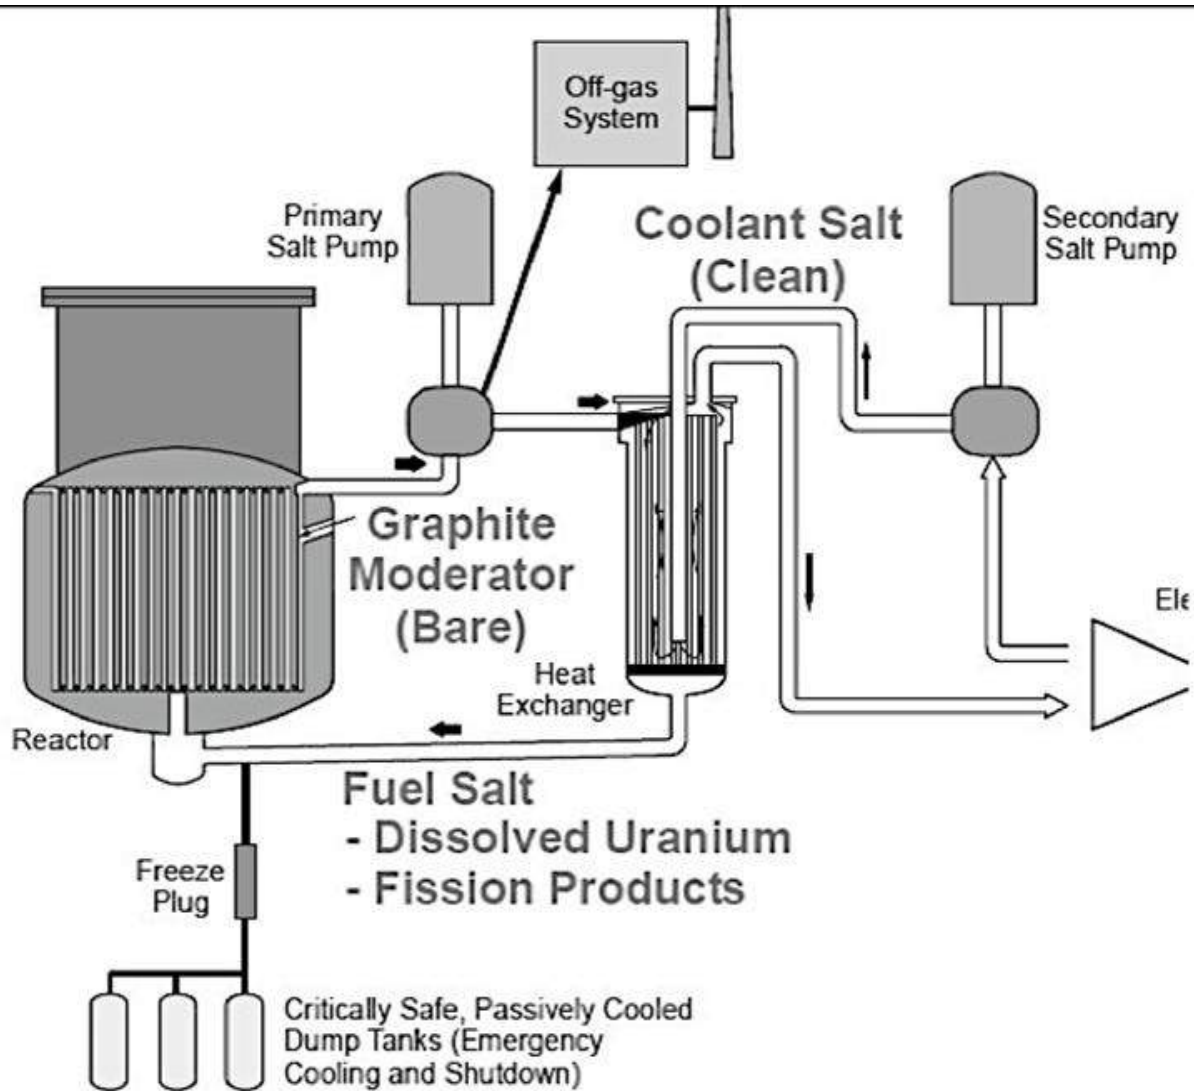 Off-gas
System
Primary
Salt Pump
Coolant Salt
(Clean)
Secondary
Salt Pump
Graphite
Moderator
(Bare)
Ele
Heat
Exchanger
Reactor
Fuel Salt
- Dissolved Uranium
- Fission Products
Freeze
Plug
Critically Safe, Passively Cooled
Dump Tanks (Emergency
Cooling and Shutdown)